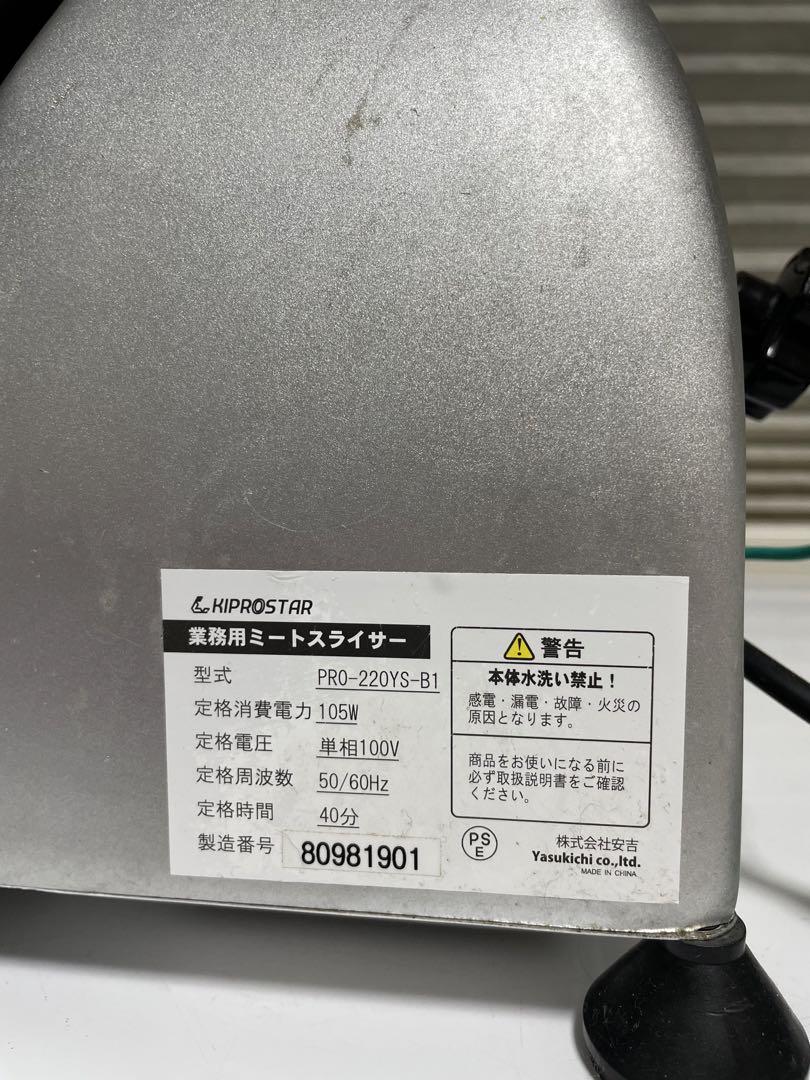 KIPROSTAR
業務用ミートスライサー
型式 PRO-220YS-B1
定格消費電力 105W
定格電圧 単相100V
定格周波数 50/60Hz
定格時間 40分
製造番号 80981901
警告
本体水洗い禁止！
感電・漏電・故障・火災の
原因となります。
商品をお使いになる前に
必ず取扱説明書をご確認
ください。
PS
E
株式会社安吉
Yasukichi co.,ltd.
MADE IN CHINA